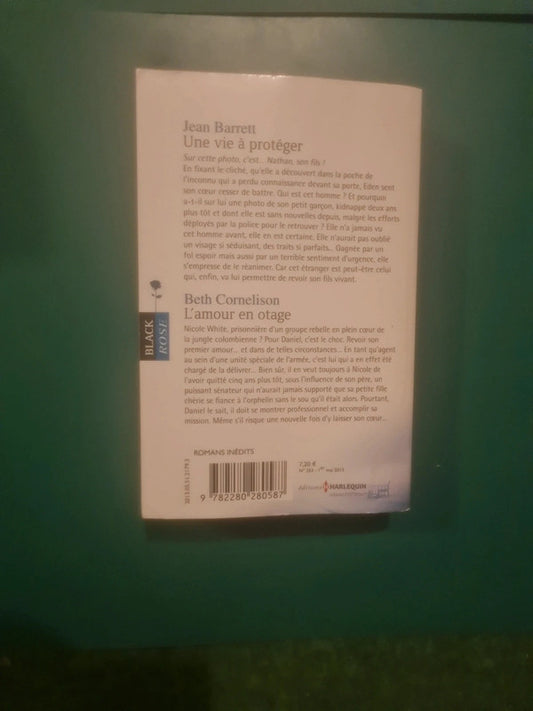 Jean Barrett
Une vie à protéger
Sur cette photo, c'est... Nathan, son fils ?
En fixant le cliché, qu'elle a découvert dans la poche de
l'inconnu qui a perdu connaissance devant sa porte, Eden sent
son cœur cesser de battre. Qui est cet homme ? Et pourquoi
a-t-il sur lui une photo de son petit garçon, kidnappé deux ans
plus tôt et dont elle est sans nouvelles depuis, malgré les efforts
déployés par la police pour le retrouver ? Elle n'a jamais vu
cet homme avant, elle en est certaine. Elle n'aurait pas oublié
un visage si séduisant, des traits si parfaits... Gagnée par un
fol espoir mais aussi par un terrible sentiment d'urgence, elle
s'empresse de le réanimer. Car cet étranger est peut-être celui
qui, enfin, va lui permettre de revoir son fils vivant.
Beth Cornelison
L'amour en otage
Nicole White, prisonnière d'un groupe rebelle en plein cœur de
la jungle colombienne ? Pour Daniel, c'est le choc. Revoir son
premier amour... et dans de telles circonstances... En tant qu'agent
au sein d'une unité spéciale de l'armée, c'est lui qui a en effet été
chargé de la délivrer... Bien sûr, il en veut toujours à Nicole de
l'avoir quitté cinq ans plus tôt, sous l'influence de son père, un
puissant sénateur qui n'aurait jamais supporté que sa petite fille
chérie se fiance à l'orphelin sans le sou qu'il était alors. Pourtant,
Daniel le sait, il doit se montrer professionnel et accomplir sa
mission. Même s'il risque une nouvelle fois d'y laisser son cœur...
BLACK
ROSE
ROMANS INÉDITS
7,20 €
N° 283 - 1er mai 2013
2013.05.51.2179.3
9 782280 280587
éditions HARLEQUIN